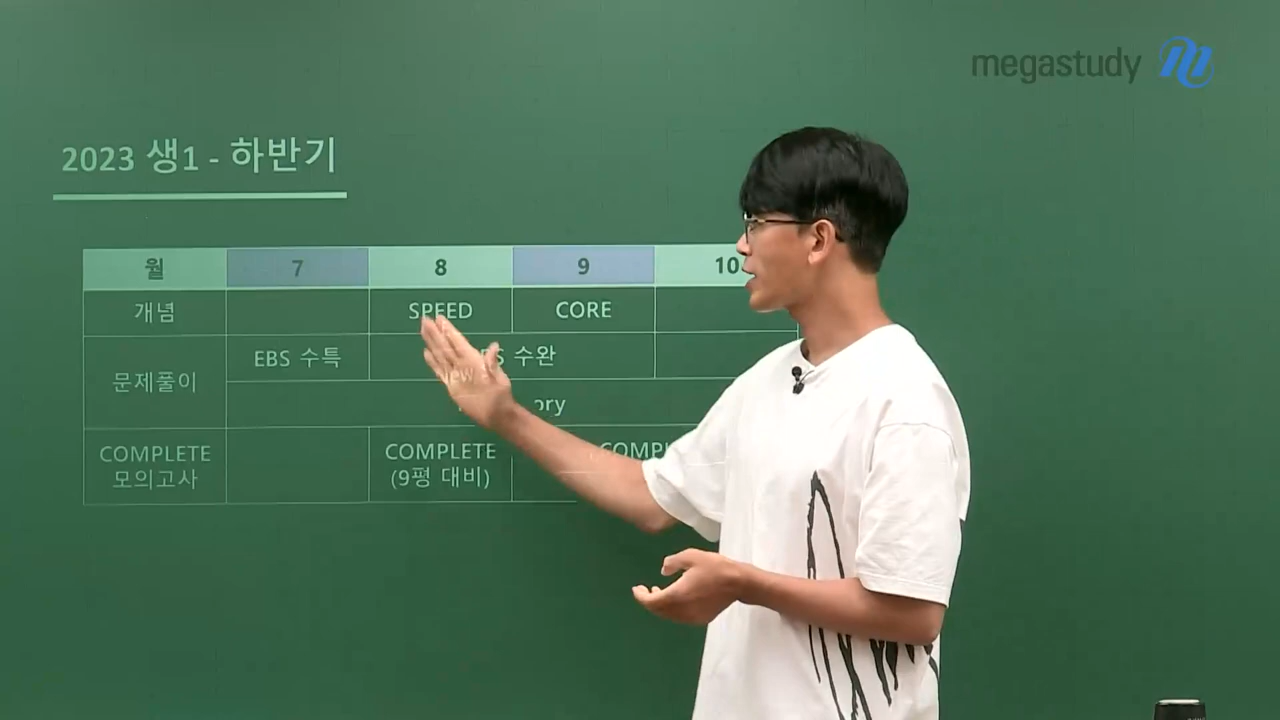 megastudy
2023 생1 - 하반기
월 7 8 9 10
개념 SPEED CORE
문제풀이 EBS 수특 수완
COMPLETE 모의고사 COMPLETE (9평 대비)